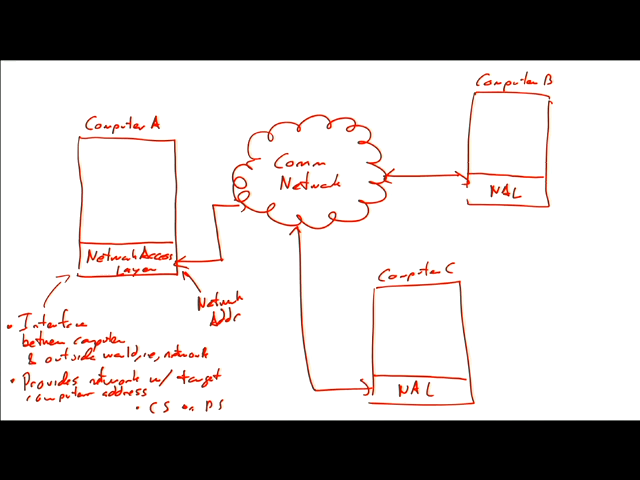 Computer B
Computer A
Comm
Network
NAL
Network Access
Layer
Computer C
Network
Addr
• Interface
between computer
& outside world, ie, network
• Provides network w/ target
computer address
• CS or PS
NAL